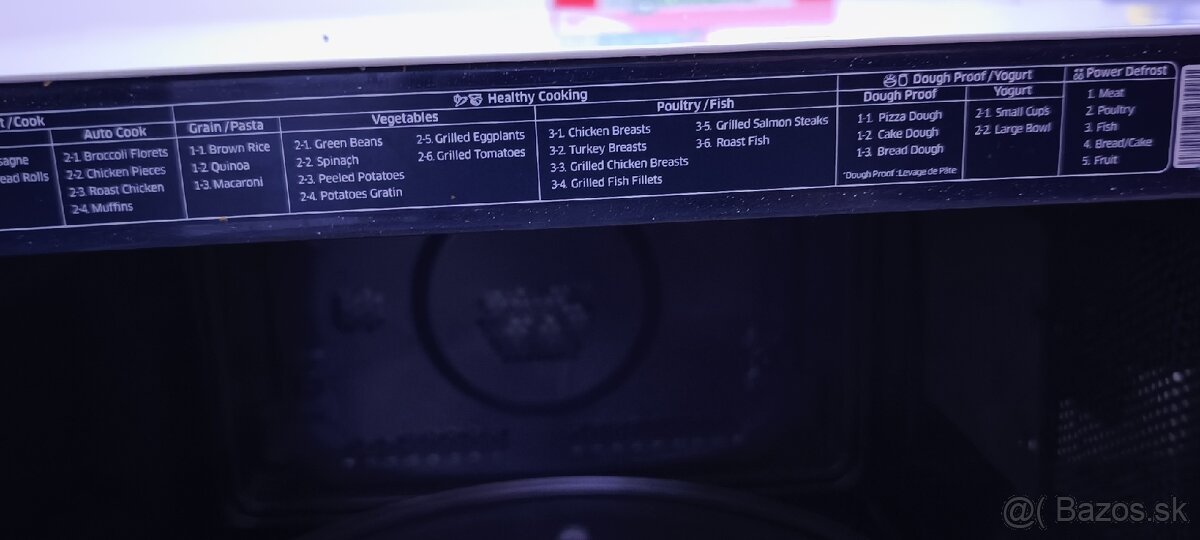 t/Cook
sagne
ead Rolls
Auto Cook
2-1. Broccoli Florets
2-2. Chicken Pieces
2-3. Roast Chicken
2-4. Muffins
Healthy Cooking
Grain/Pasta
1-1. Brown Rice
1-2. Quinoa
1-3. Macaroni
Vegetables
2-1. Green Beans
2-2. Spinaçh
2-3. Peeled Potatoes
2-4. Potatoes Gratin
2-5. Grilled Eggplants
2-6. Grilled Tomatoes
Poultry/Fish
3-1. Chicken Breasts
3-2. Turkey Breasts
3-3. Grilled Chicken Breasts
3-4. Grilled Fish Fillets
3-5. Grilled Salmon Steaks
3-6. Roast Fish
Dough Proof/Yogurt
Dough Proof
1-1. Pizza Dough
1-2. Cake Dough
1-3. Bread Dough
*Dough Proof :Levage de Pâte
Yogurt
2-1. Small Cups
2-2. Large Bowl
Power Defrost
1. Meat
2. Poultry
3. Fish
4. Bread/Cake
5. Fruit
@( Bazos.sk